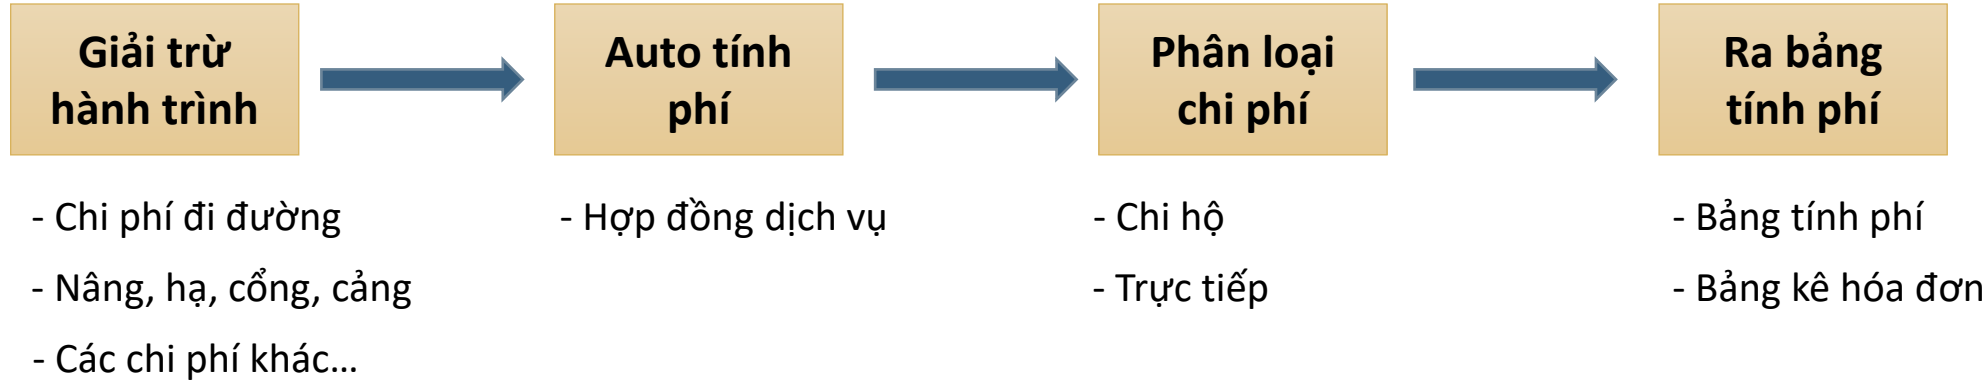 Giải trừ
hành trình
Auto tính
phí
Phân loại
chi phí
Ra bảng
tính phí
- Chi phí đi đường
- Nâng, hạ, cổng, cảng
- Các chi phí khác...
- Hợp đồng dịch vụ
- Chi hộ
- Trực tiếp
- Bảng tính phí
- Bảng kê hóa đơn